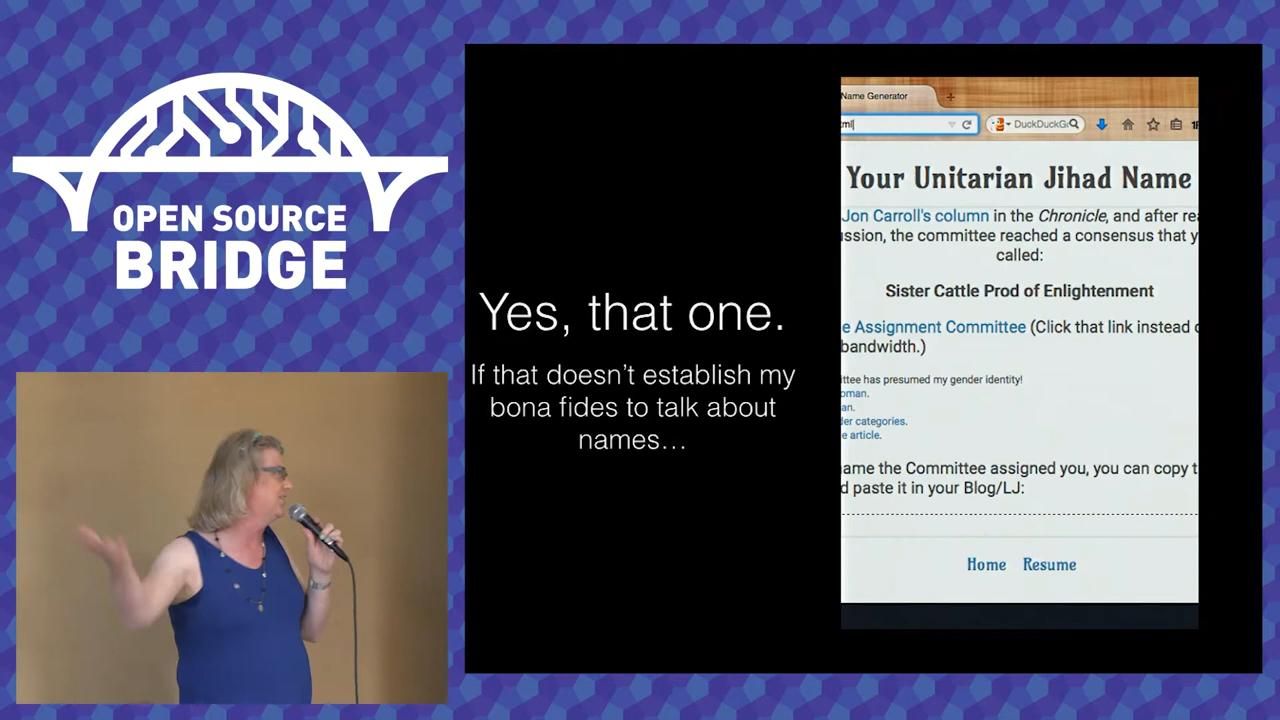 OPEN SOURCE
BRIDGE
Yes, that one.
If that doesn't establish my
bona fides to talk about
names…
Name Generator
DuckDuckG
Your Unitarian Jihad Name
Jon Carroll's column in the Chronicle, and after rea
ussion, the committee reached a consensus that y
called:
Sister Cattle Prod of Enlightenment
e Assignment Committee (Click that link instead o
bandwidth.)
ittee has presumed my gender identity!
oman.
an.
der categories.
e article.
name the Committee assigned you, you can copy t
d paste it in your Blog/LJ:
Home Resume